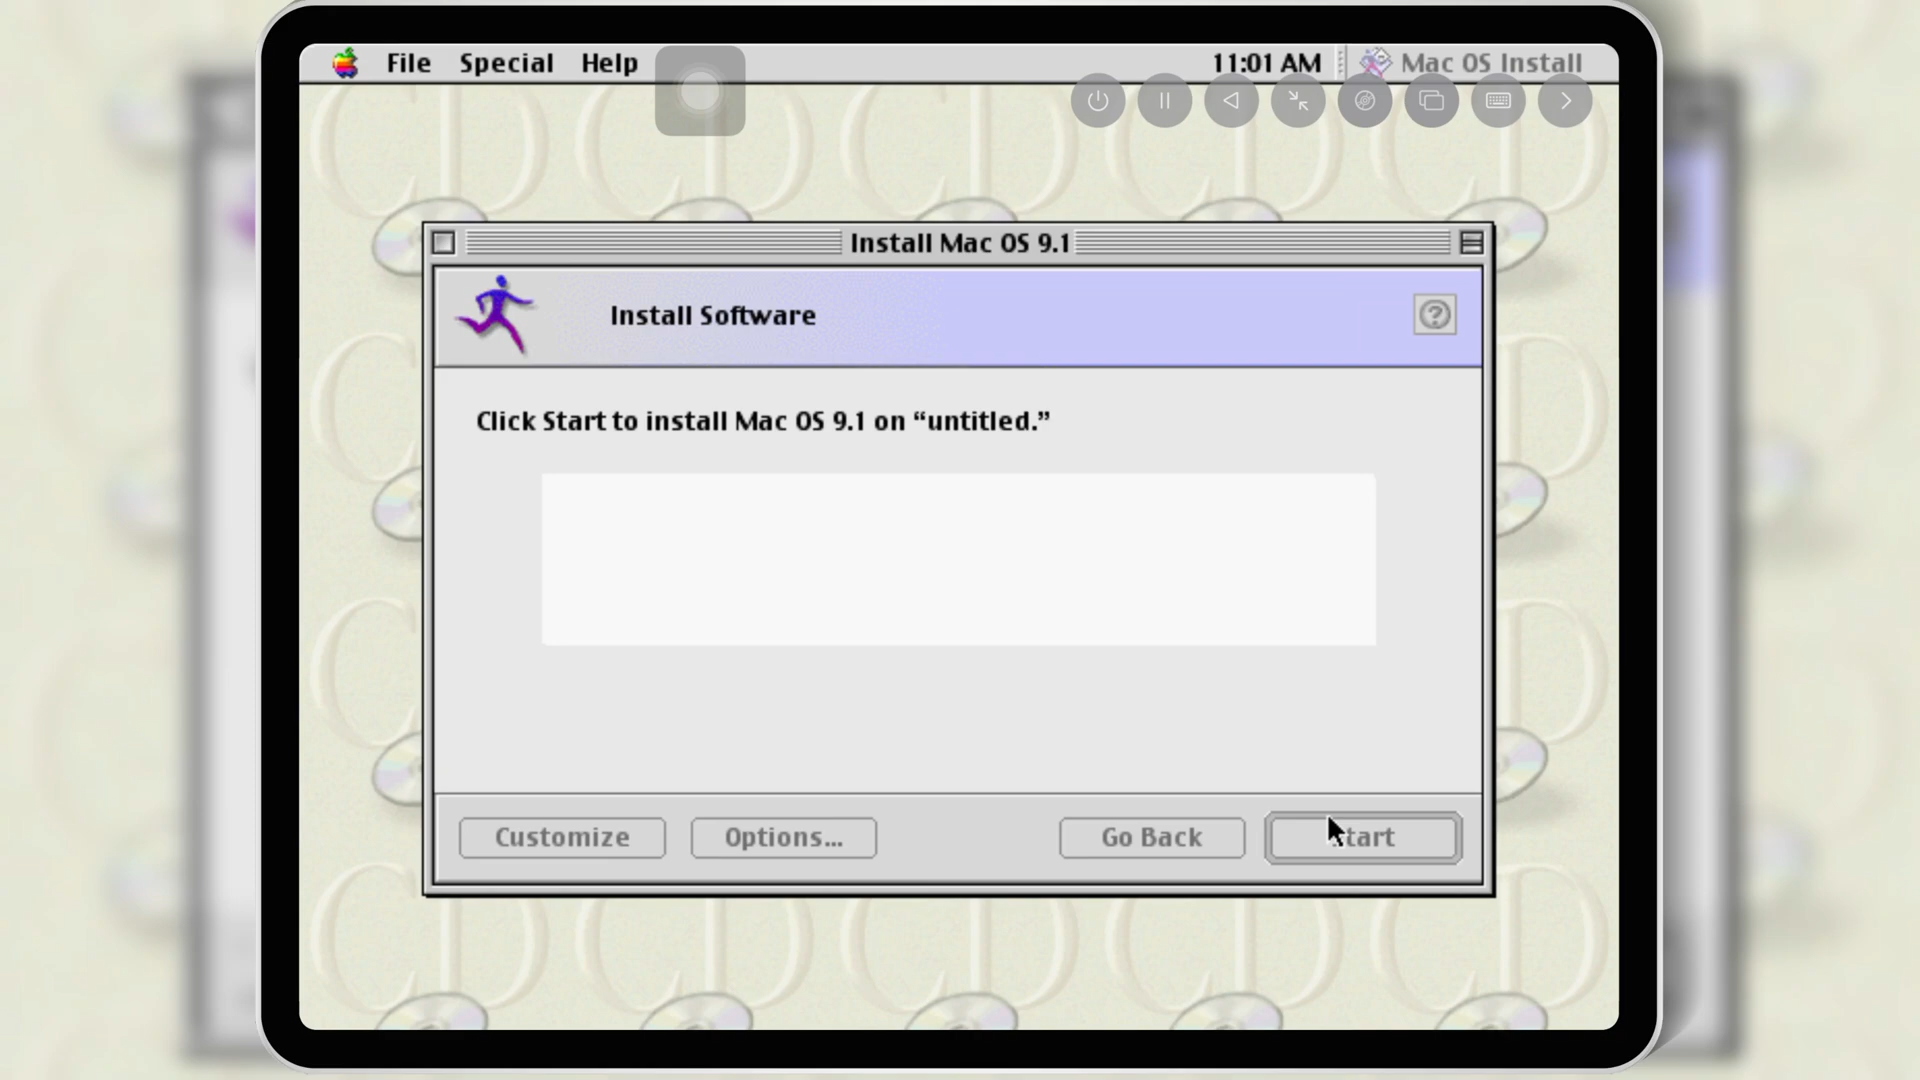 File Special Help 11:01 AM Mac OS Install
Install Mac OS 9.1
Install Software
Click Start to install Mac OS 9.1 on “untitled.”
Customize Options... Go Back Start